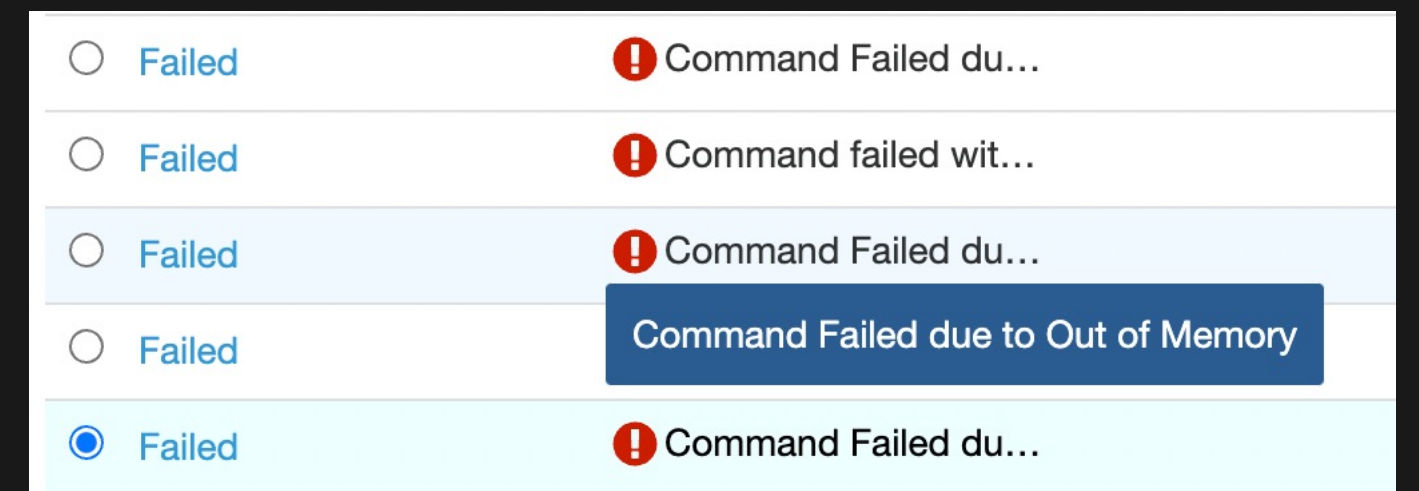 Failed
Command Failed du…
Failed
Command failed wit…
Failed
Command Failed du…
Command Failed due to Out of Memory
Failed
Failed
Command Failed du…